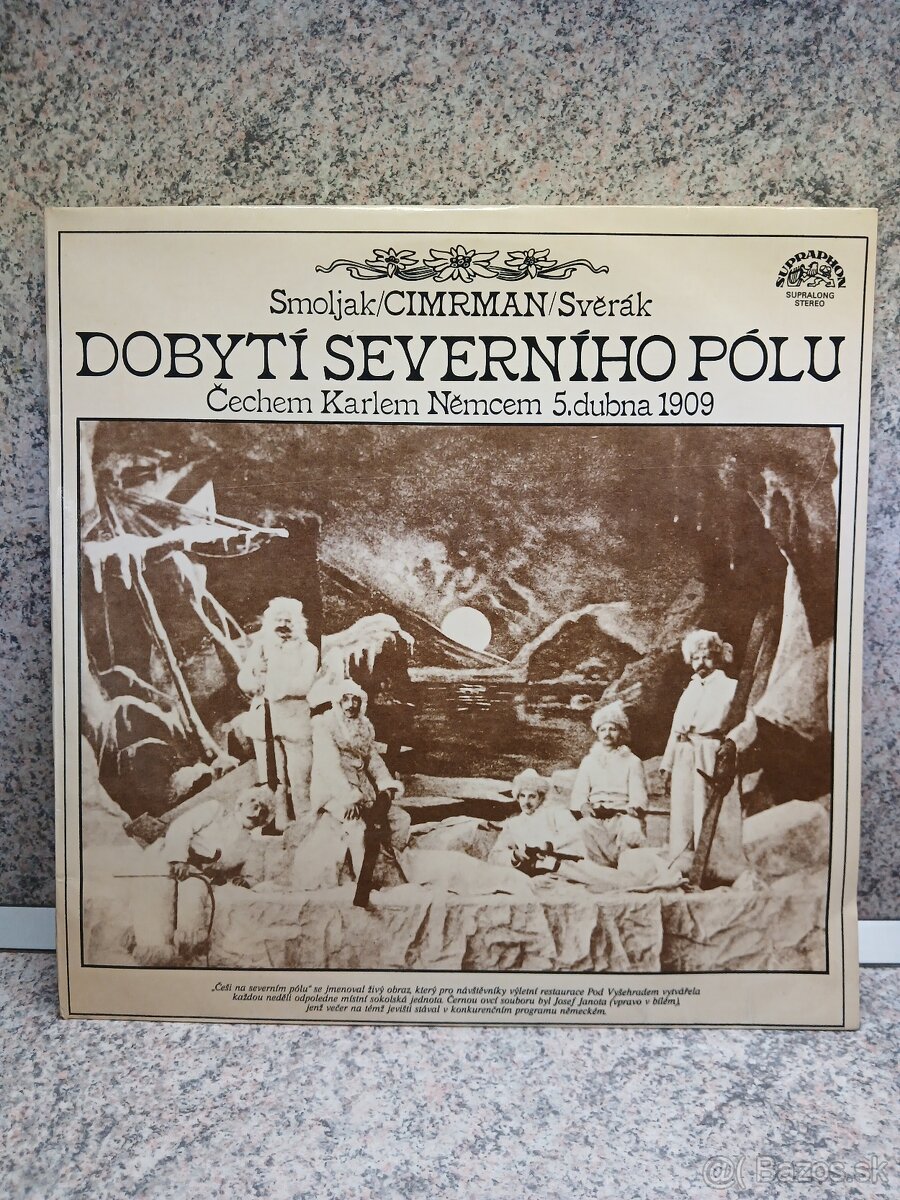 SUPRAPHON
SUPRALONG
STEREO
Smoljak/CIMRMAN/Svěrák
DOBYTÍ SEVERNÍHO PÓLU
Čechem Karlem Němcem 5.dubna 1909
„Češi na severním pólu“ se jmenoval živý obraz, který pro návštěvníky výletní restaurace Pod Vyšehradem vytvářela
každou neděli odpoledne místní sokolská jednota. Černou ovcí souboru byl Josef Janota (vpravo v bílém),
jenž večer na témž jevišti stával v konkurenčním programu německém.
@Bazos.sk